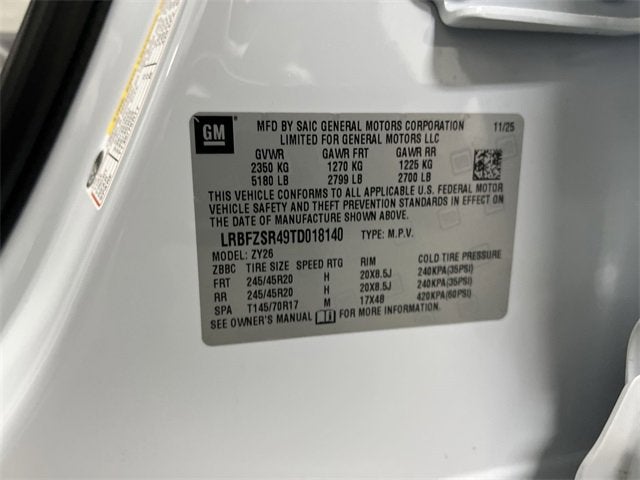 GM
MFD BY SAIC GENERAL MOTORS CORPORATION 11/25
LIMITED FOR GENERAL MOTORS LLC
GVWR GAWR FRT GAWR RR
2350 KG 1270 KG 1225 KG
5180 LB 2799 LB 2700 LB
THIS VEHICLE CONFORMS TO ALL APPLICABLE U.S. FEDERAL MOTOR
VEHICLE SAFETY AND THEFT PREVENTION STANDARDS IN EFFECT ON
THE DATE OF MANUFACTURE SHOWN ABOVE.
LRBFZSR49TD018140 TYPE: M.P.V.
MODEL: ZY26
ZBBC TIRE SIZE SPEED RTG RIM COLD TIRE PRESSURE
FRT 245/45R20 H 20X8.5J 240KPA(35PSI)
RR 245/45R20 H 20X8.5J 240KPA(35PSI)
SPA T145/70R17 M 17X4B 420KPA(60PSI)
SEE OWNER'S MANUAL FOR MORE INFORMATION.